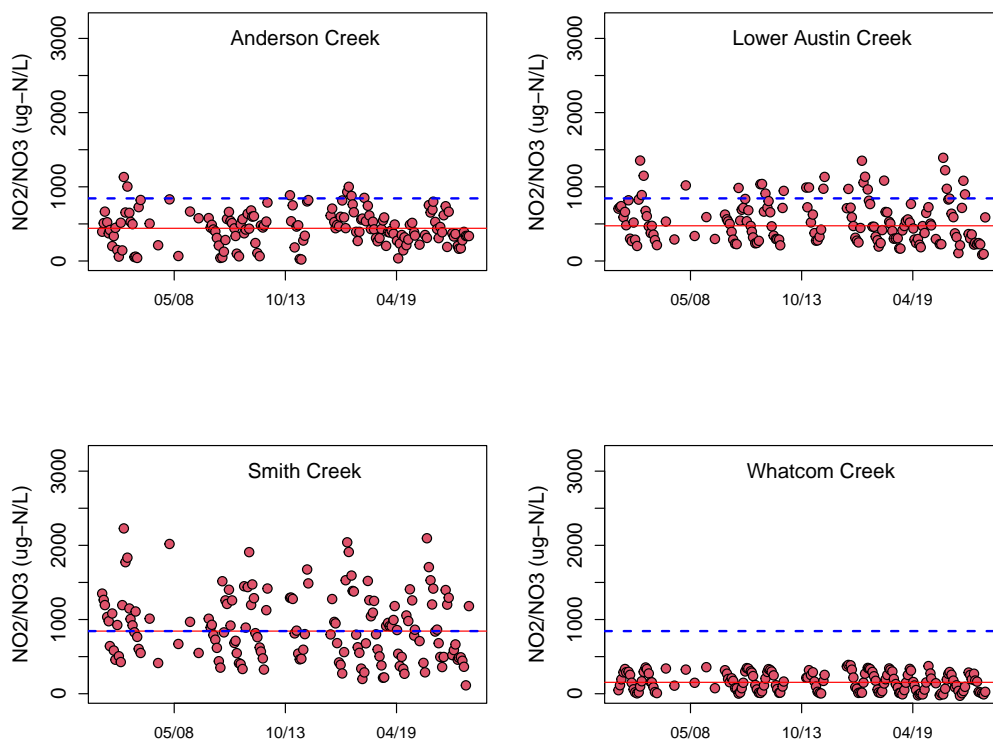 Anderson Creek
NO2/NO3 (ug−N/L)
3000
2000
1000
0
05/08 10/13 04/19
Lower Austin Creek
NO2/NO3 (ug−N/L)
3000
2000
1000
0
05/08 10/13 04/19
Smith Creek
NO2/NO3 (ug−N/L)
3000
2000
1000
0
05/08 10/13 04/19
Whatcom Creek
NO2/NO3 (ug−N/L)
3000
2000
1000
0
05/08 10/13 04/19